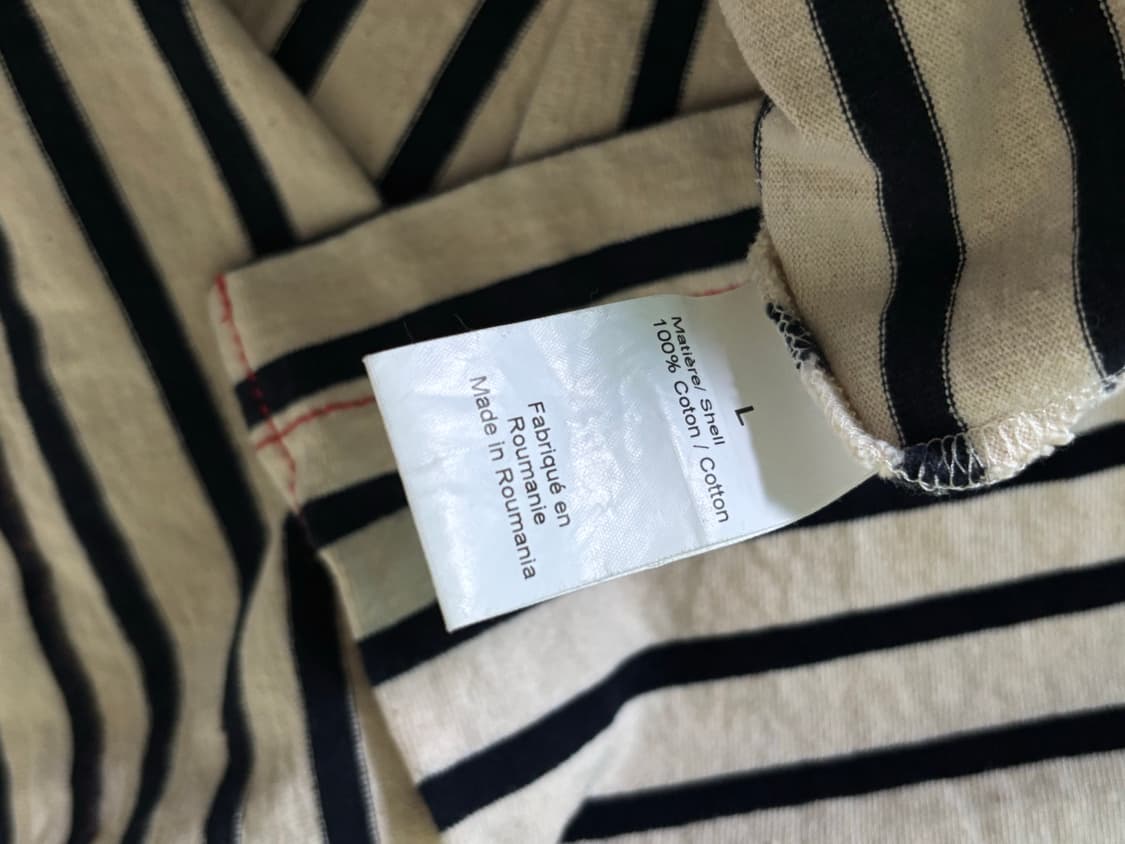 L
Matière/ Shell
100% Coton / Cotton
Fabriqué en
Roumanie
Made in Roumania